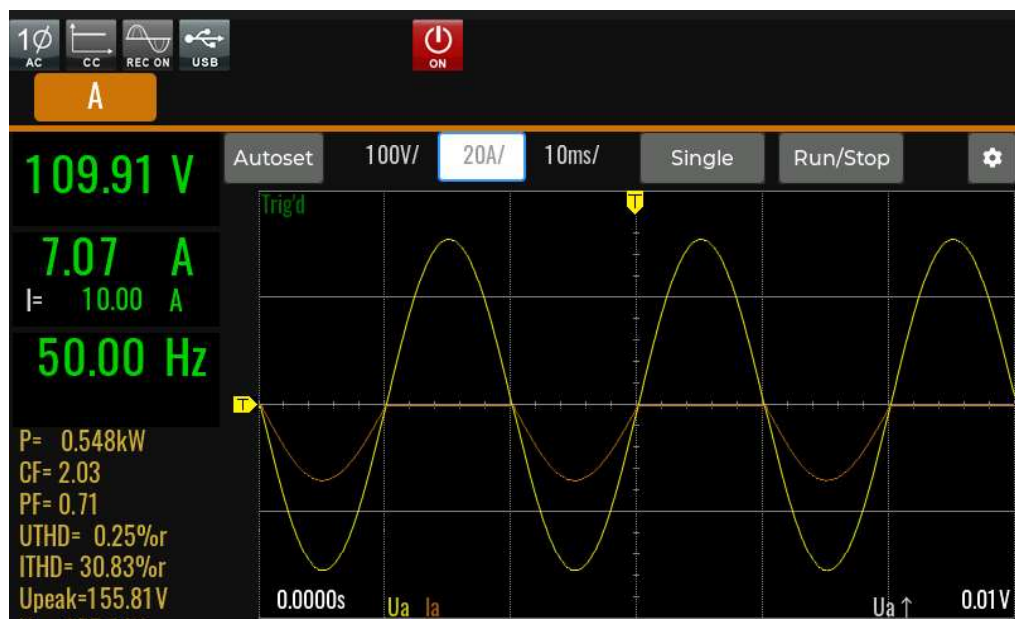 1Ø
AC
CC
REC ON
USB
ON
A
109.91 V
7.07 A
I= 10.00 A
50.00 Hz
P= 0.548kW
CF= 2.03
PF= 0.71
UTHD= 0.25%r
ITHD= 30.83%r
Upeak=155.81V
Autoset
100V/
20A/
10ms/
Single
Run/Stop
Trig'd
T
T
0.0000s
Ua Ia
Ua ↑ 0.01V